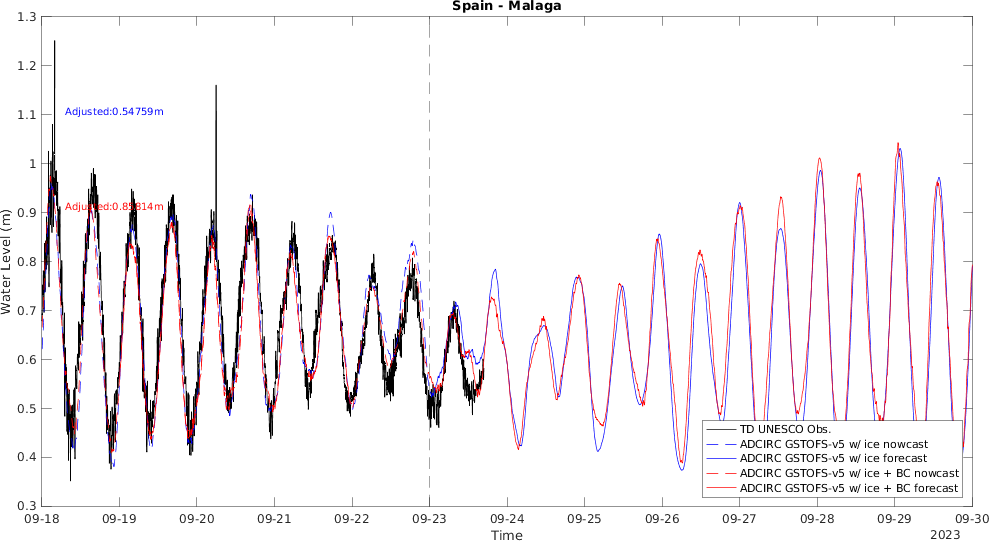 Spain - Malaga
Water Level (m)
1.3
1.2
1.1
1
0.9
0.8
0.7
0.6
0.5
0.4
0.3
Adjusted:0.54759m
Adjusted:0.85814m
TD UNESCO Obs.
ADCIRC GSTOFS-v5 w/ ice nowcast
ADCIRC GSTOFS-v5 w/ ice forecast
ADCIRC GSTOFS-v5 w/ ice + BC nowcast
ADCIRC GSTOFS-v5 w/ ice + BC forecast
09-18 09-19 09-20 09-21 09-22 09-23 09-24 09-25 09-26 09-27 09-28 09-29 09-30
Time
2023